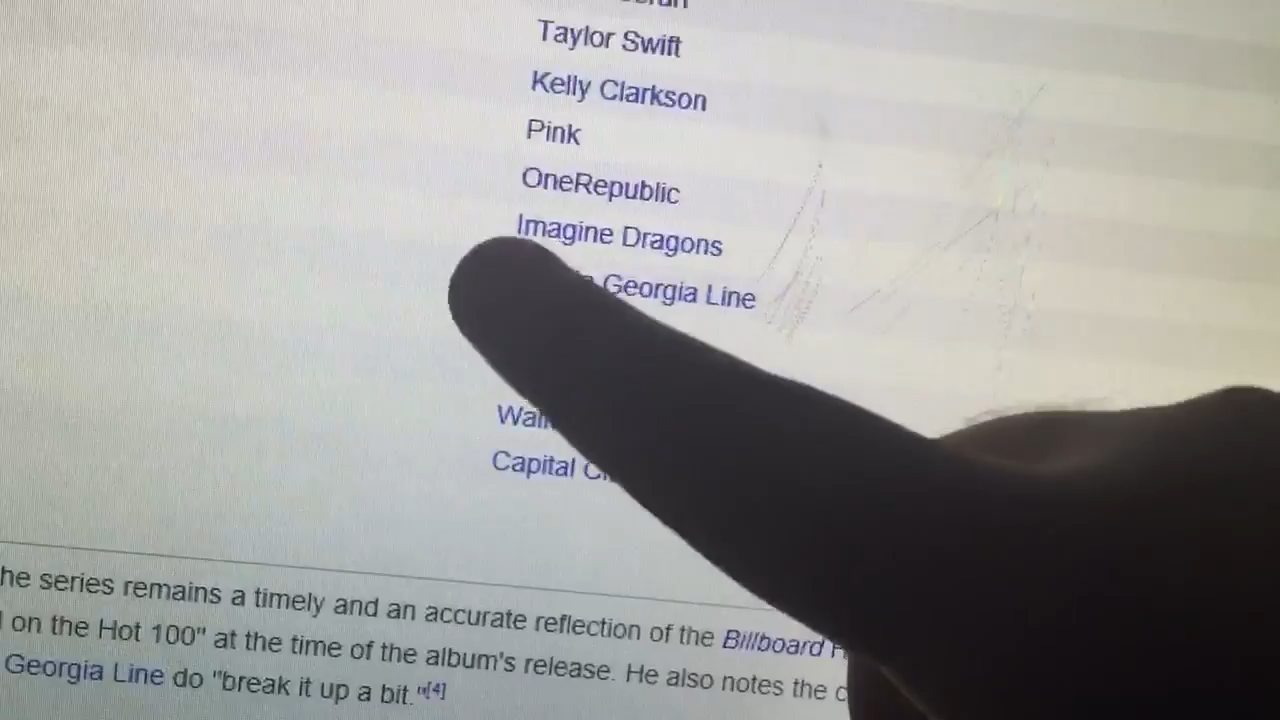 Taylor Swift
Kelly Clarkson
Pink
OneRepublic
Imagine Dragons
Georgia Line
Capital
he series remains a timely and an accurate reflection of the Billboard
on the Hot 100" at the time of the album's release. He also notes the
Georgia Line do "break it up a bit."[4]